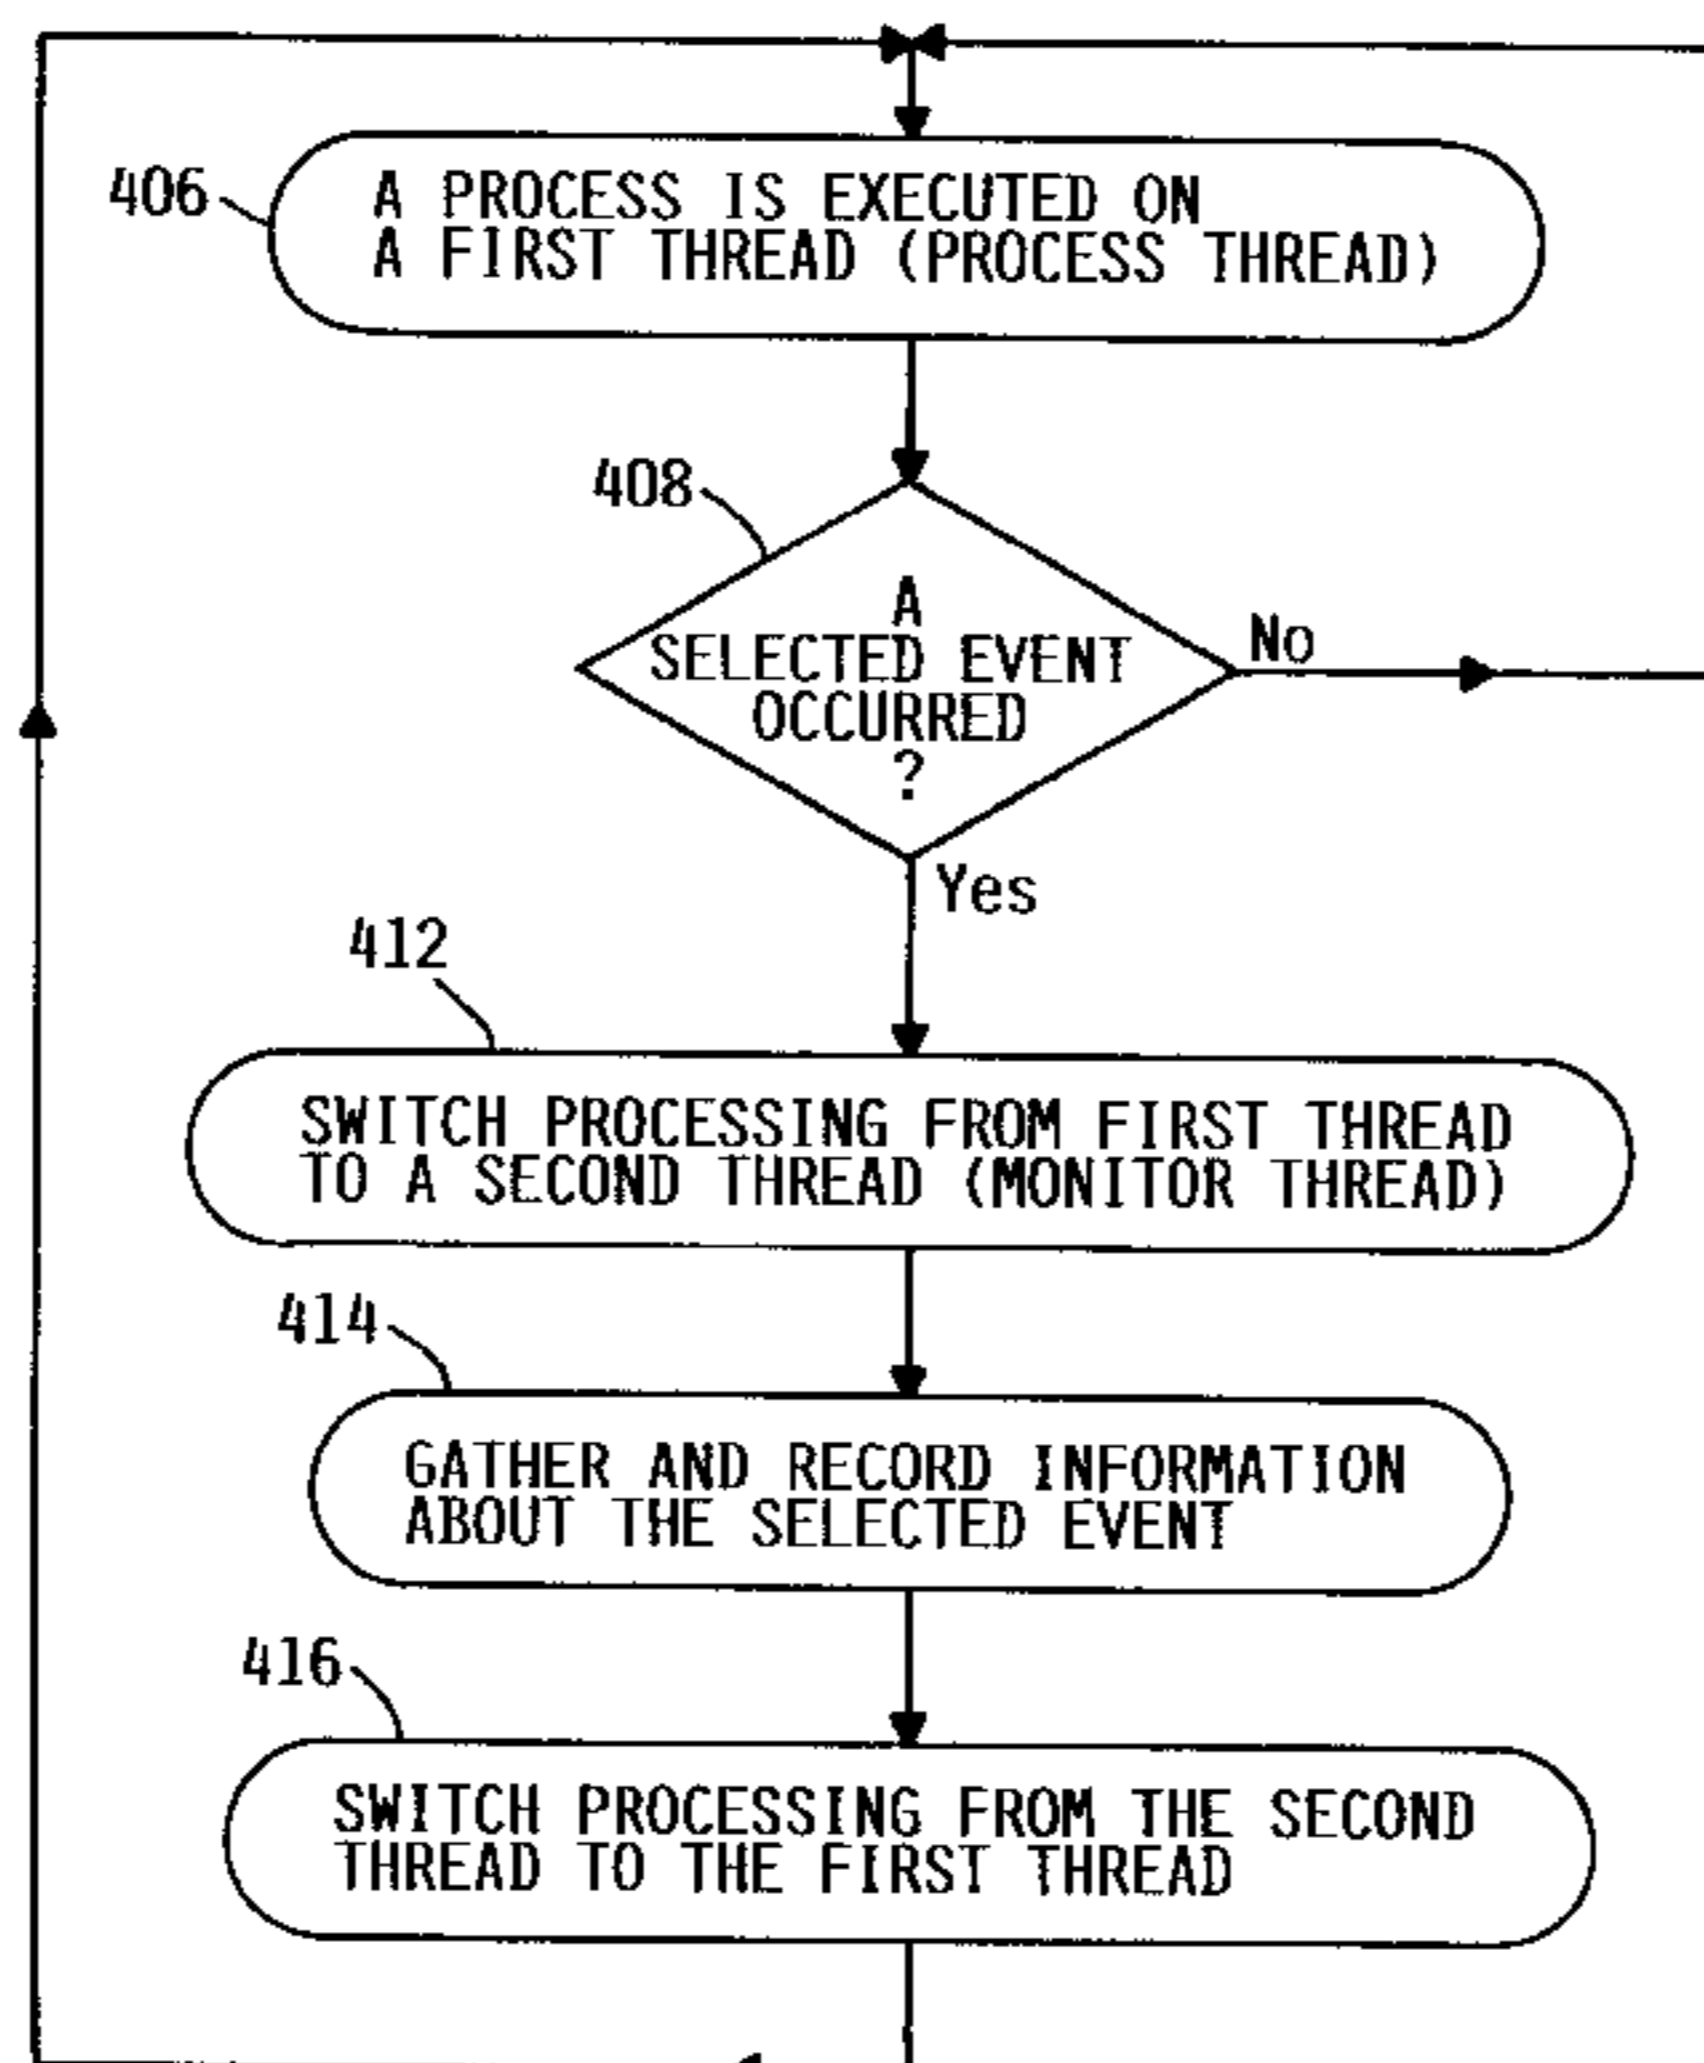 406
A PROCESS IS EXECUTED ON
A FIRST THREAD (PROCESS THREAD)
408
A
SELECTED EVENT
OCCURRED
?
No
Yes
412
SWITCH PROCESSING FROM FIRST THREAD
TO A SECOND THREAD (MONITOR THREAD)
414
GATHER AND RECORD INFORMATION
ABOUT THE SELECTED EVENT
416
SWITCH PROCESSING FROM THE SECOND
THREAD TO THE FIRST THREAD